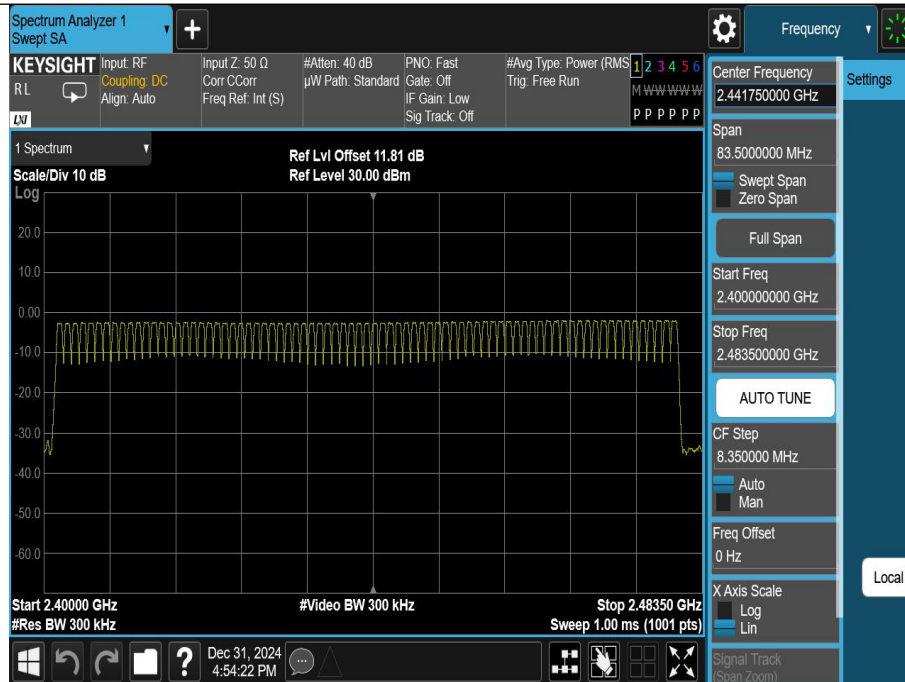 Spectrum Analyzer 1
Swept SA
Frequency
KEYSIGHT
RL
LXI
Input: RF
Coupling: DC
Align: Auto
Input Z: 50 Ω
Corr CCorr
Freq Ref: Int (S)
#Atten: 40 dB
µW Path: Standard
PNO: Fast
Gate: Off
IF Gain: Low
Sig Track: Off
#Avg Type: Power (RMS
Trig: Free Run
1 2 3 4 5 6
M W W W W W
P P P P P P
Center Frequency
2.441750000 GHz
Settings
Span
83.5000000 MHz
Swept Span
Zero Span
Full Span
Start Freq
2.400000000 GHz
Stop Freq
2.483500000 GHz
AUTO TUNE
CF Step
8.350000 MHz
Auto
Man
Freq Offset
0 Hz
X Axis Scale
Log
Lin
Signal Track
(Span Zoom)
Local
1 Spectrum
Scale/Div 10 dB
Log
Ref Lvl Offset 11.81 dB
Ref Level 30.00 dBm
20.0
10.0
0.00
-10.0
-20.0
-30.0
-40.0
-50.0
-60.0
Start 2.40000 GHz
#Res BW 300 kHz
#Video BW 300 kHz
Stop 2.48350 GHz
Sweep 1.00 ms (1001 pts)
?
Dec 31, 2024
4:54:22 PM